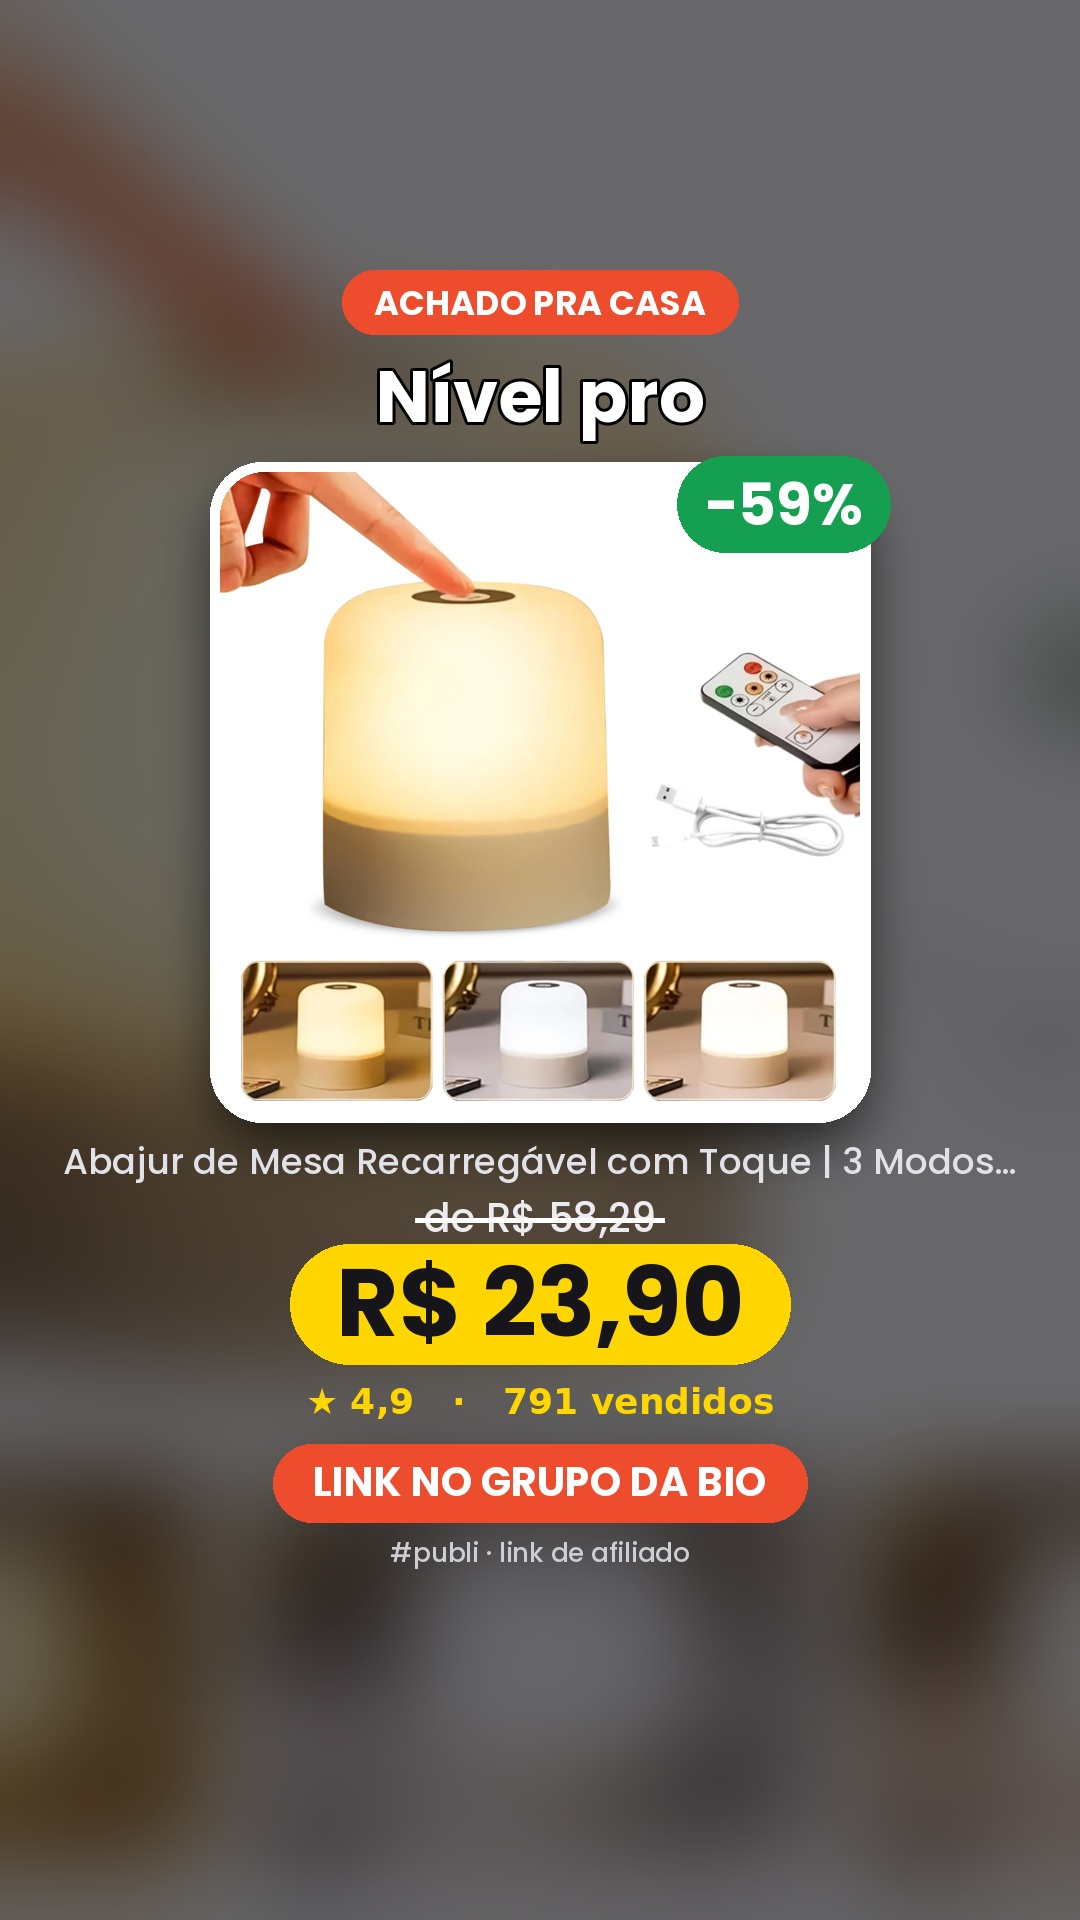 ACHADO PRA CASA
Nível pro
-59%
Abajur de Mesa Recarregável com Toque | 3 Modos...
de R$ 58,29
R$ 23,90
★ 4,9 · 791 vendidos
LINK NO GRUPO DA BIO
#publi · link de afiliado